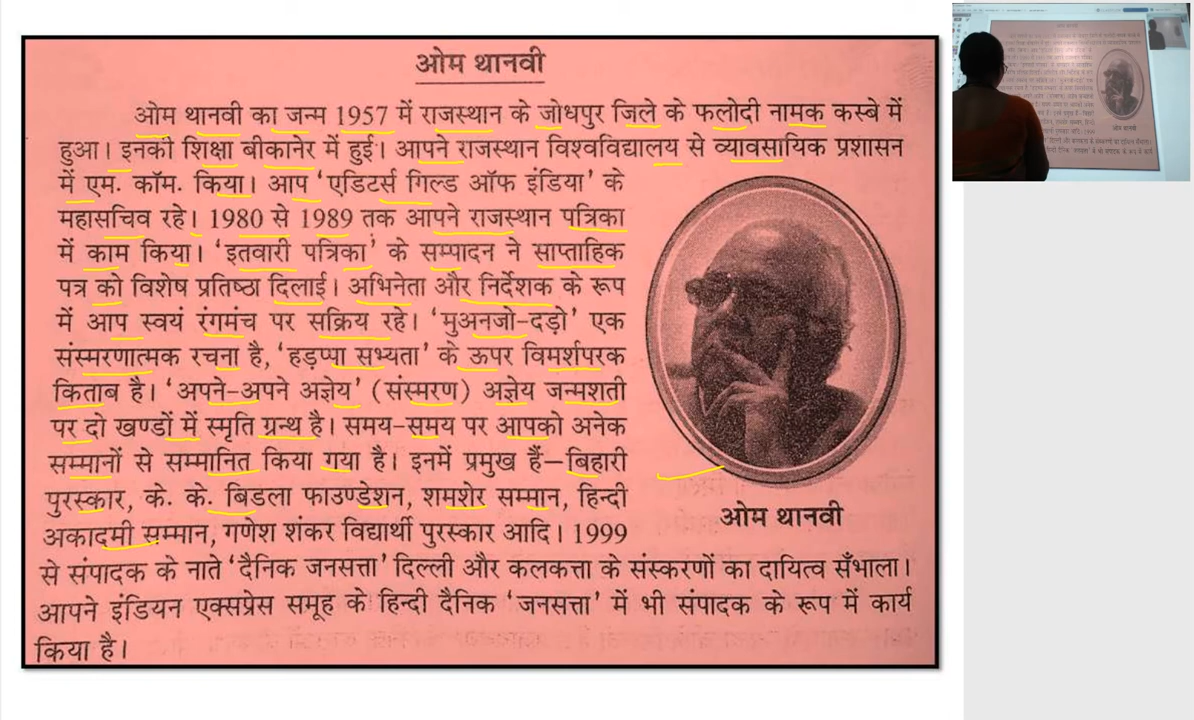 ओम थानवी
ओम थानवी का जन्म 1957 में राजस्थान के जोधपुर जिले के फलोदी नामक कस्बे में
हुआ। इनकी शिक्षा बीकानेर में हुई। आपने राजस्थान विश्वविद्यालय से व्यावसायिक प्रशासन
में एम. कॉम. किया। आप 'एडिटर्स गिल्ड ऑफ इंडिया' के
महासचिव रहे। 1980 से 1989 तक आपने राजस्थान पत्रिका
में काम किया। 'इतवारी पत्रिका' के सम्पादन ने साप्ताहिक
पत्र को विशेष प्रतिष्ठा दिलाई। अभिनेता और निर्देशक के रूप
में आप स्वयं रंगमंच पर सक्रिय रहे। 'मुअनजो-दड़ो' एक
संस्मरणात्मक रचना है, 'हड़प्पा सभ्यता' के ऊपर विमर्शपरक
किताब है। 'अपने-अपने अज्ञेय' (संस्मरण) अज्ञेय जन्मशती
पर दो खण्डों में स्मृति ग्रन्थ है। समय-समय पर आपको अनेक
सम्मानों से सम्मानित किया गया है। इनमें प्रमुख हैं—बिहारी
पुरस्कार, के. के. बिडला फाउण्डेशन, शमशेर सम्मान, हिन्दी
अकादमी सम्मान, गणेश शंकर विद्यार्थी पुरस्कार आदि। 1999
से संपादक के नाते 'दैनिक जनसत्ता' दिल्ली और कलकत्ता के संस्करणों का दायित्व सँभाला।
आपने इंडियन एक्सप्रेस समूह के हिन्दी दैनिक 'जनसत्ता' में भी संपादक के रूप में कार्य
किया है।
ओम थानवी